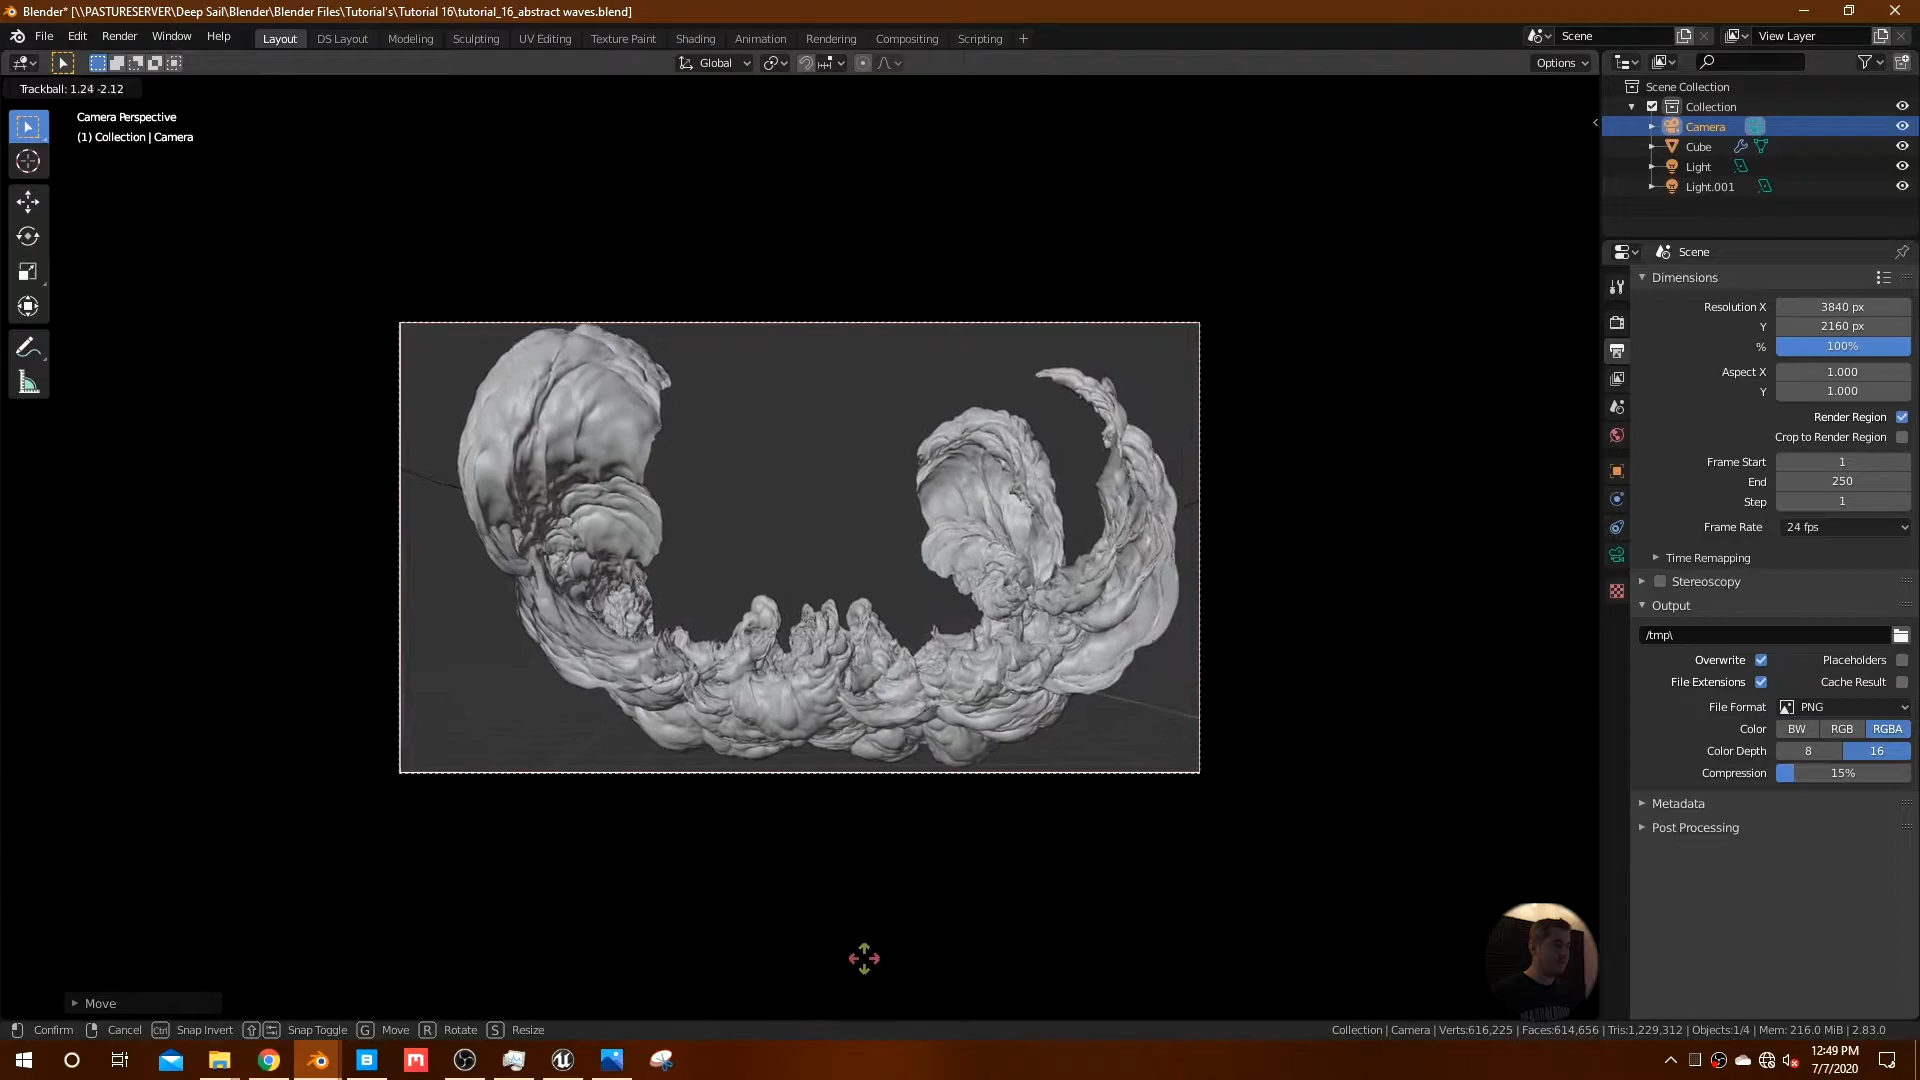 Blender* [\\PASTURESERVER\Deep Sail\Blender\Blender Files\Tutorial's\Tutorial 16\tutorial_16_abstract waves.blend]
File Edit Render Window Help Layout DS Layout Modeling Sculpting UV Editing Texture Paint Shading Animation Rendering Compositing Scripting + Scene View Layer
Global Options
Trackball: 1.24 -2.12
Camera Perspective
(1) Collection | Camera
Scene Collection
Collection
Camera
Cube
Light
Light.001
Scene
Dimensions
Resolution X 3840 px
Y 2160 px
% 100%
Aspect X 1.000
Y 1.000
Render Region
Crop to Render Region
Frame Start 1
End 250
Step 1
Frame Rate 24 fps
Time Remapping
Stereoscopy
Output
/tmp\
Overwrite Placeholders
File Extensions Cache Result
File Format PNG
Color BW RGB RGBA
Color Depth 8 16
Compression 15%
Metadata
Post Processing
Move
Confirm Cancel Ctrl Snap Invert Snap Toggle G Move R Rotate S Resize
Collection | Camera | Verts:616,225 | Faces:614,656 | Tris:1,229,312 | Objects:1/4 | Mem: 216.0 MiB | 2.83.0
12:49 PM
7/7/2020